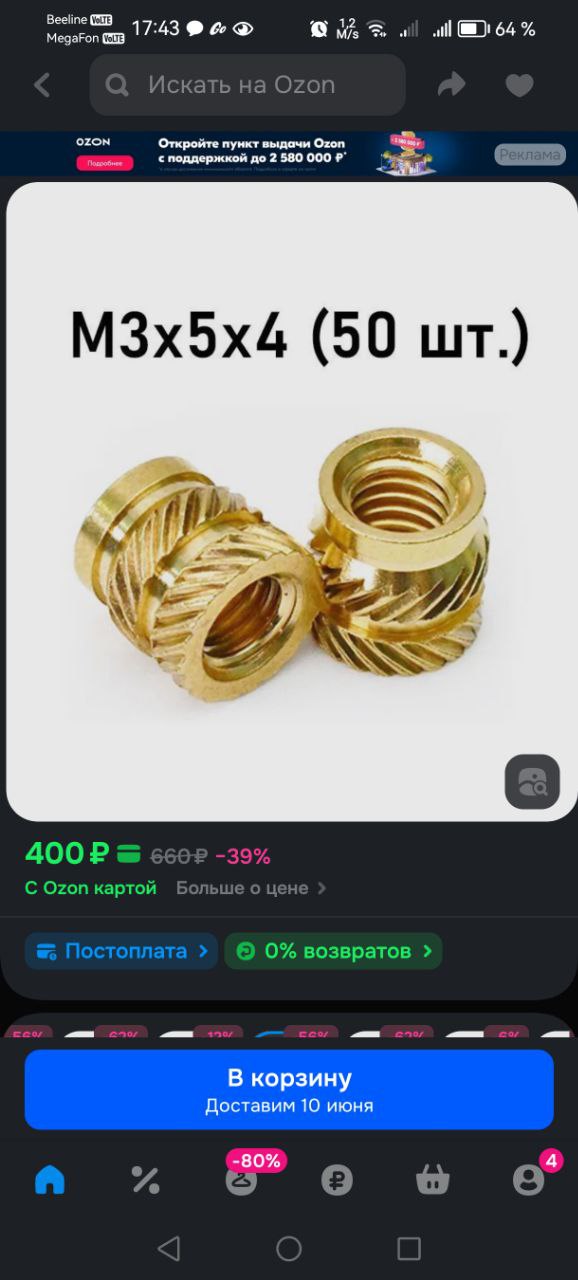 Beeline VoLTE
MegaFon VoLTE
17:43
1,2 M/s
64 %
Искать на Ozon
OZON
Подробнее
Откройте пункт выдачи Ozon
с поддержкой до 2 580 000 ₽*
Реклама
М3х5х4 (50 шт.)
400 ₽ 660 ₽ -39%
С Ozon картой Больше о цене >
Постоплата >
0% возвратов >
56% 62% 12% 56% 62% 6%
В корзину
Доставим 10 июня
-80%
4